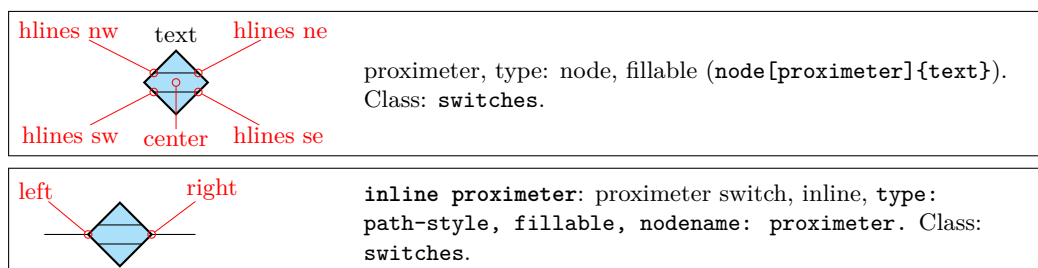 hlines nw text hlines ne
hlines sw center hlines se
proximeter, type: node, fillable (node[proximeter]{text}).
Class: switches.
left right
inline proximeter: proximeter switch, inline, type:
path-style, fillable, nodename: proximeter. Class:
switches.